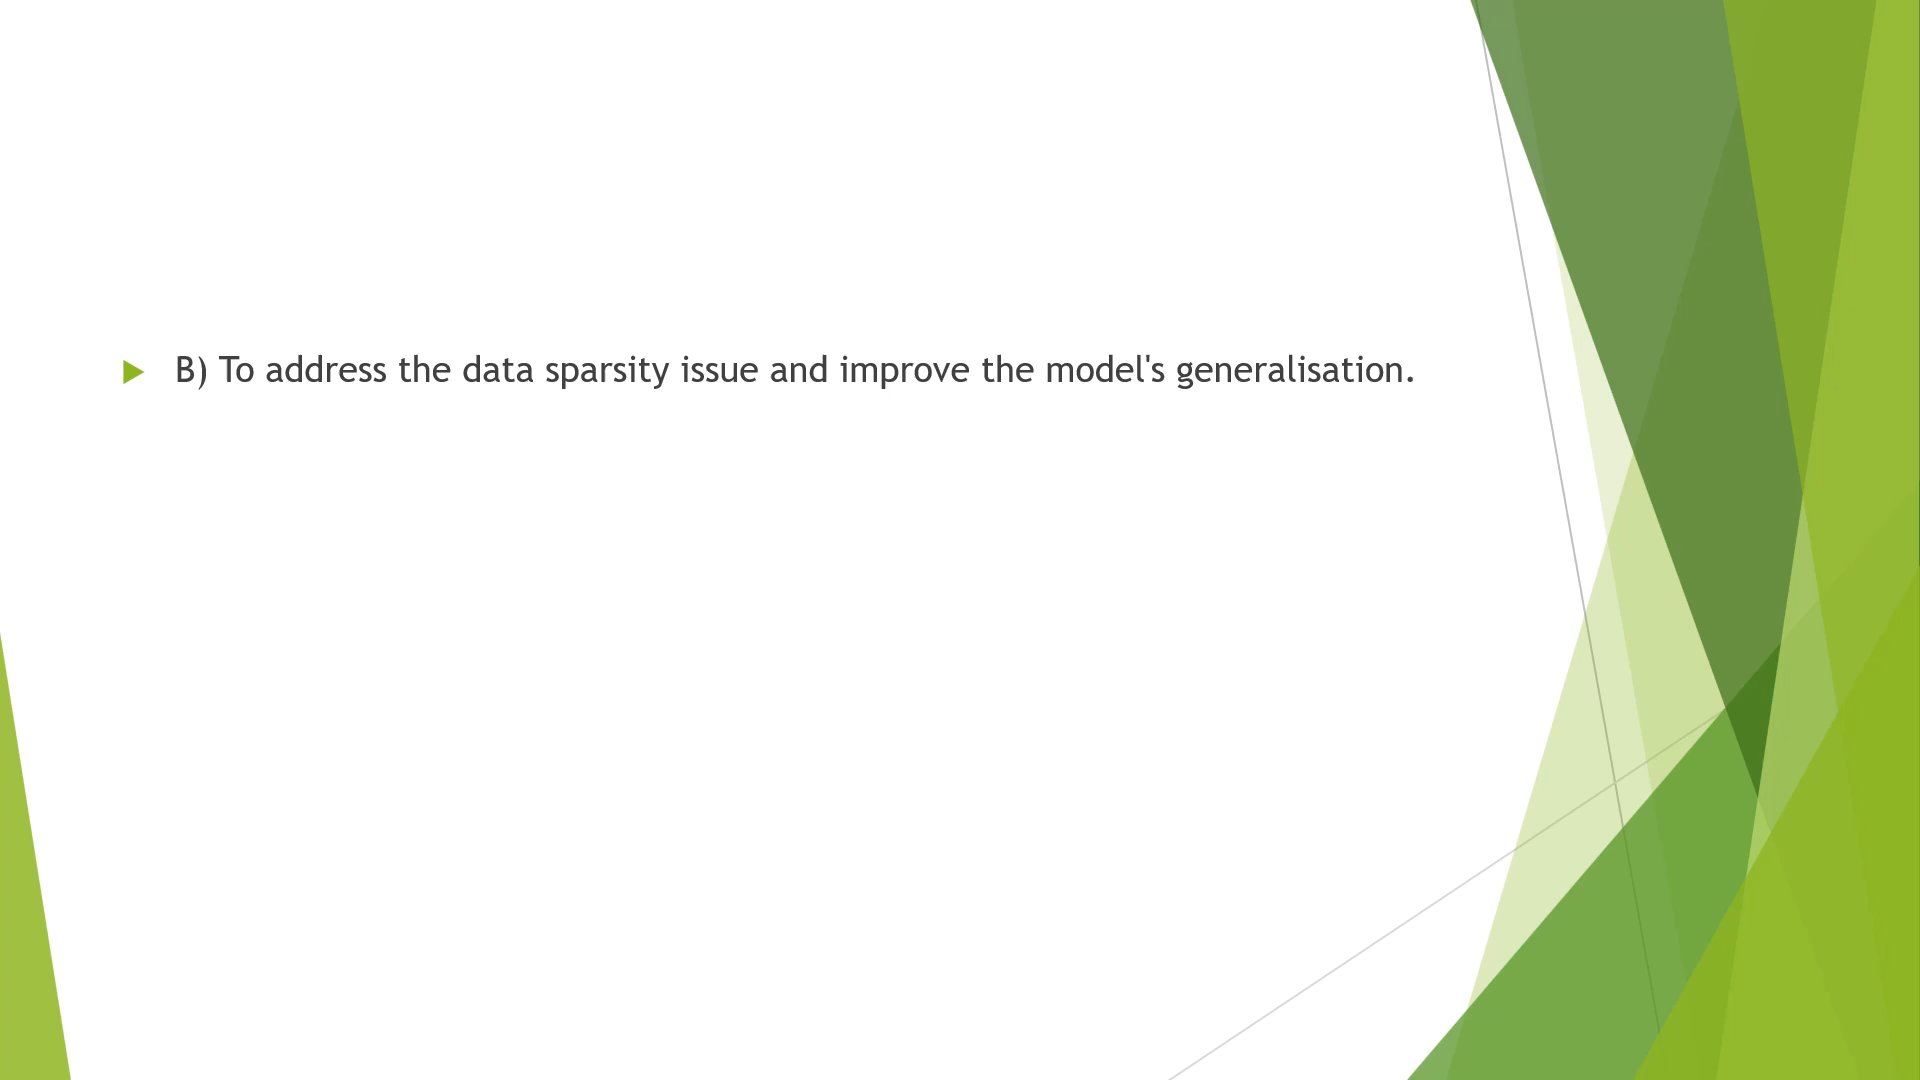 B) To address the data sparsity issue and improve the model's generalisation.